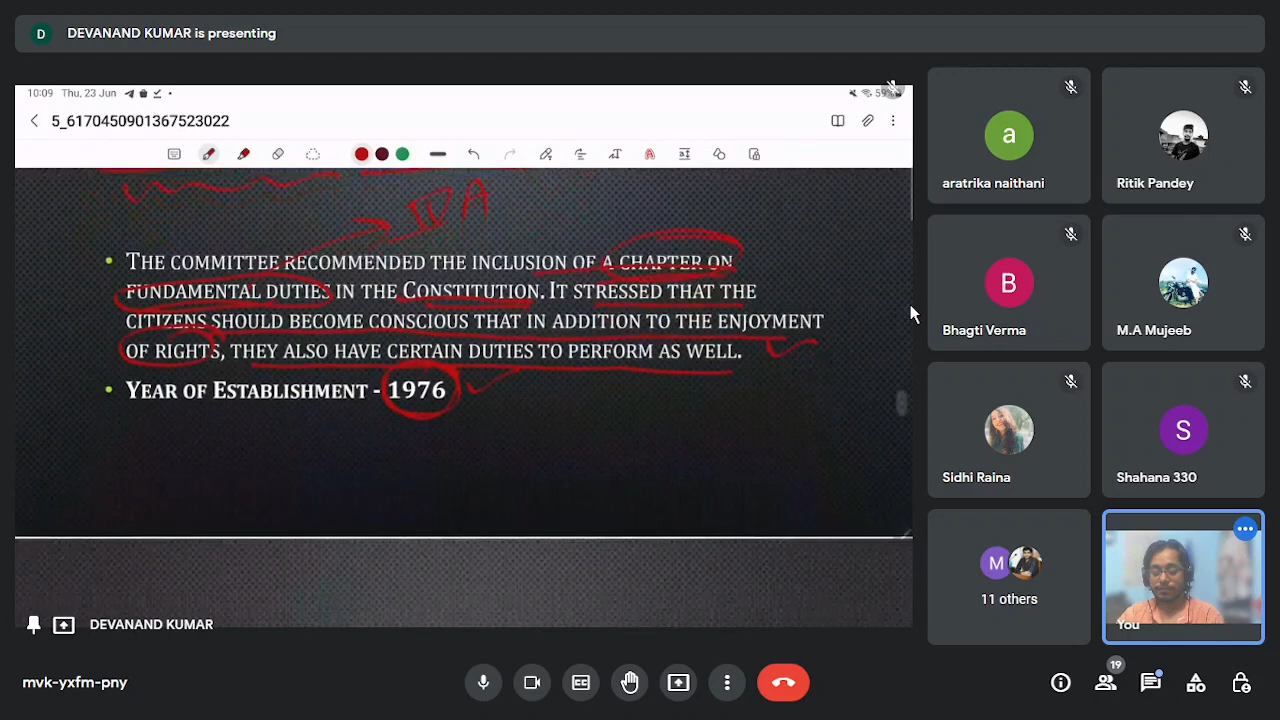 D DEVANAND KUMAR is presenting
10:09 Thu, 23 Jun
59%
5_6170450901367523022
IVA
• THE COMMITTEE RECOMMENDED THE INCLUSION OF A CHAPTER ON
FUNDAMENTAL DUTIES IN THE CONSTITUTION. IT STRESSED THAT THE
CITIZENS SHOULD BECOME CONSCIOUS THAT IN ADDITION TO THE ENJOYMENT
OF RIGHTS, THEY ALSO HAVE CERTAIN DUTIES TO PERFORM AS WELL.
• YEAR OF ESTABLISHMENT - 1976
DEVANAND KUMAR
a
aratrika naithani
Ritik Pandey
B
Bhagti Verma
M.A Mujeeb
Sidhi Raina
S
Shahana 330
M
11 others
You
mvk-yxfm-pny
CC
19